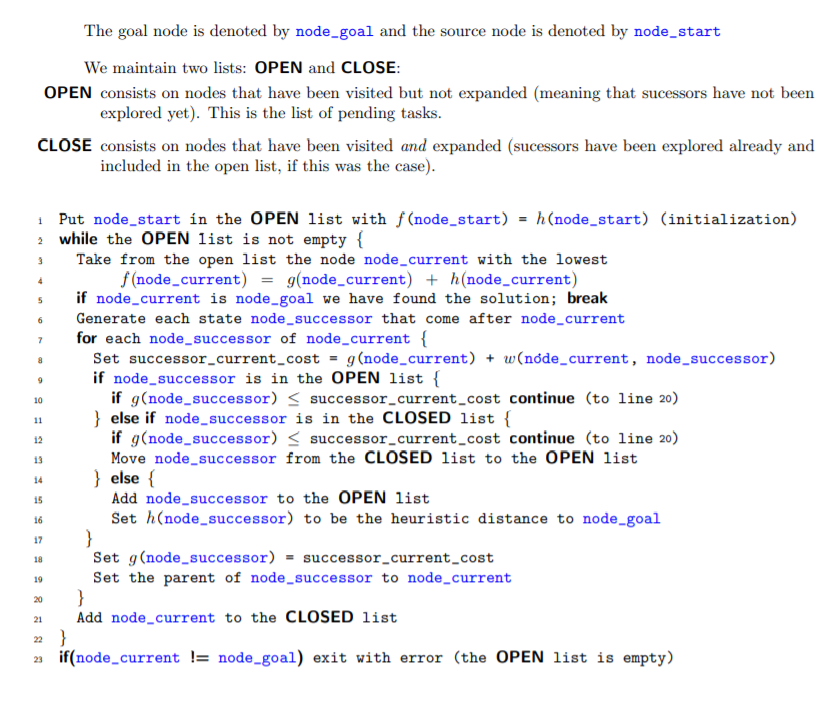 The goal node is denoted by node_goal and the source node is denoted by node_start
We maintain two lists: OPEN and CLOSE:
OPEN consists on nodes that have been visited but not expanded (meaning that sucessors have not been
explored yet). This is the list of pending tasks.
CLOSE consists on nodes that have been visited and expanded (sucessors have been explored already and
included in the open list, if this was the case).
1 Put node_start in the OPEN list with f(node_start) = h(node_start) (initialization)
2 while the OPEN list is not empty {
3 Take from the open list the node node_current with the lowest
4 f(node_current) = g(node_current) + h(node_current)
5 if node_current is node_goal we have found the solution; break
6 Generate each state node_successor that come after node_current
7 for each node_successor of node_current {
8 Set successor_current_cost = g(node_current) + w(node_current, node_successor)
9 if node_successor is in the OPEN list {
10 if g(node_successor) ≤ successor_current_cost continue (to line 20)
11 } else if node_successor is in the CLOSED list {
12 if g(node_successor) ≤ successor_current_cost continue (to line 20)
13 Move node_successor from the CLOSED list to the OPEN list
14 } else {
15 Add node_successor to the OPEN list
16 Set h(node_successor) to be the heuristic distance to node_goal
17 }
18 Set g(node_successor) = successor_current_cost
19 Set the parent of node_successor to node_current
20 }
21 Add node_current to the CLOSED list
22 }
23 if(node_current != node_goal) exit with error (the OPEN list is empty)